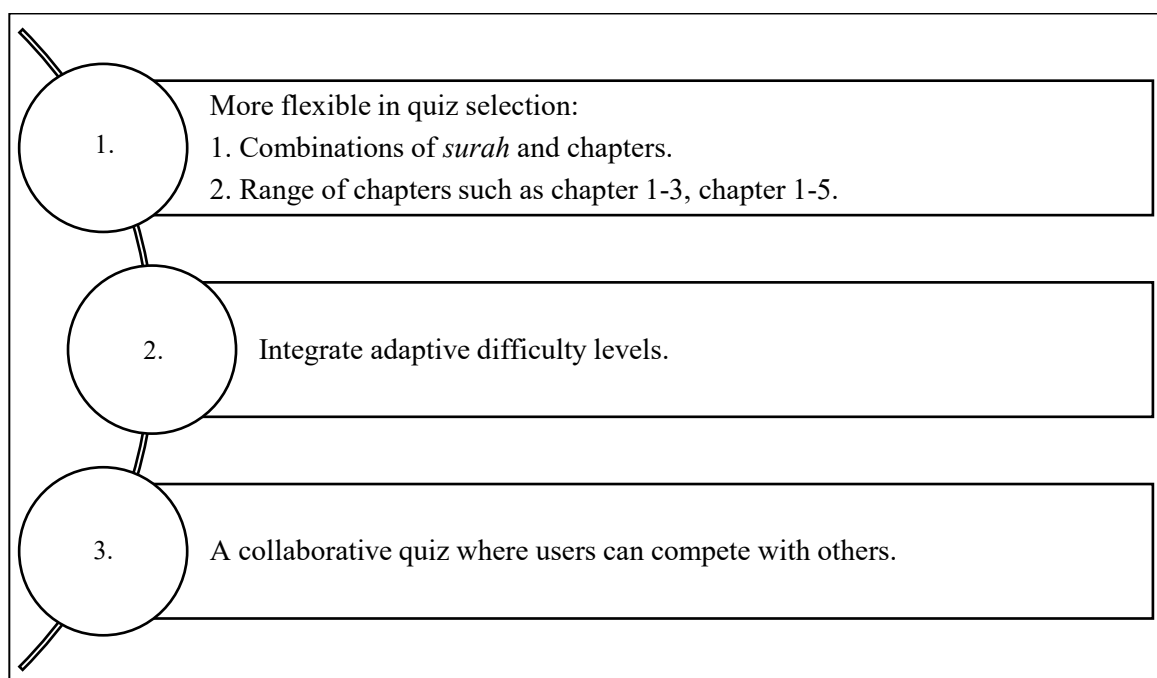 1.
More flexible in quiz selection:
1. Combinations of surah and chapters.
2. Range of chapters such as chapter 1-3, chapter 1-5.
2.
Integrate adaptive difficulty levels.
3.
A collaborative quiz where users can compete with others.